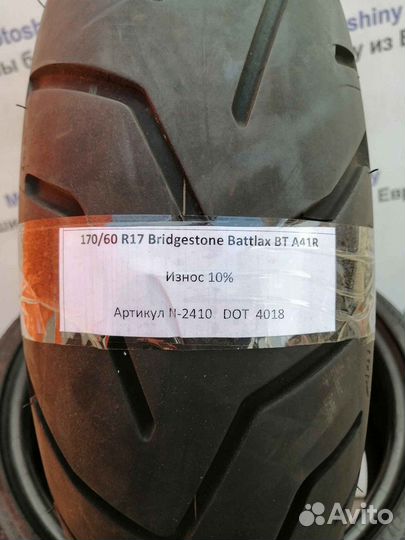 170/60 R17 Bridgestone Battlax BT A41R
Износ 10%
Артикул N-2410 DOT 4018
Avito